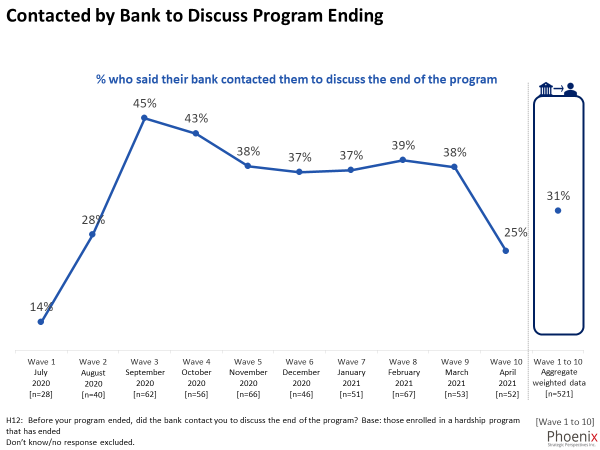 Contacted by Bank to Discuss Program Ending
% who said their bank contacted them to discuss the end of the program
14%
28%
45%
43%
38%
37%
37%
39%
38%
25%
31%
Wave 1
July
2020
[n=28]
Wave 2
August
2020
[n=40]
Wave 3
September
2020
[n=62]
Wave 4
October
2020
[n=56]
Wave 5
November
2020
[n=66]
Wave 6
December
2020
[n=46]
Wave 7
January
2021
[n=51]
Wave 8
February
2021
[n=67]
Wave 9
March
2021
[n=53]
Wave 10
April
2021
[n=52]
Wave 1 to 10
Aggregate
weighted data
[n=521]
H12: Before your program ended, did the bank contact you to discuss the end of the program? Base: those enrolled in a hardship program
that has ended
Don't know/no response excluded.
[Wave 1 to 10]
Phoenix
Strategic Perspectives Inc.